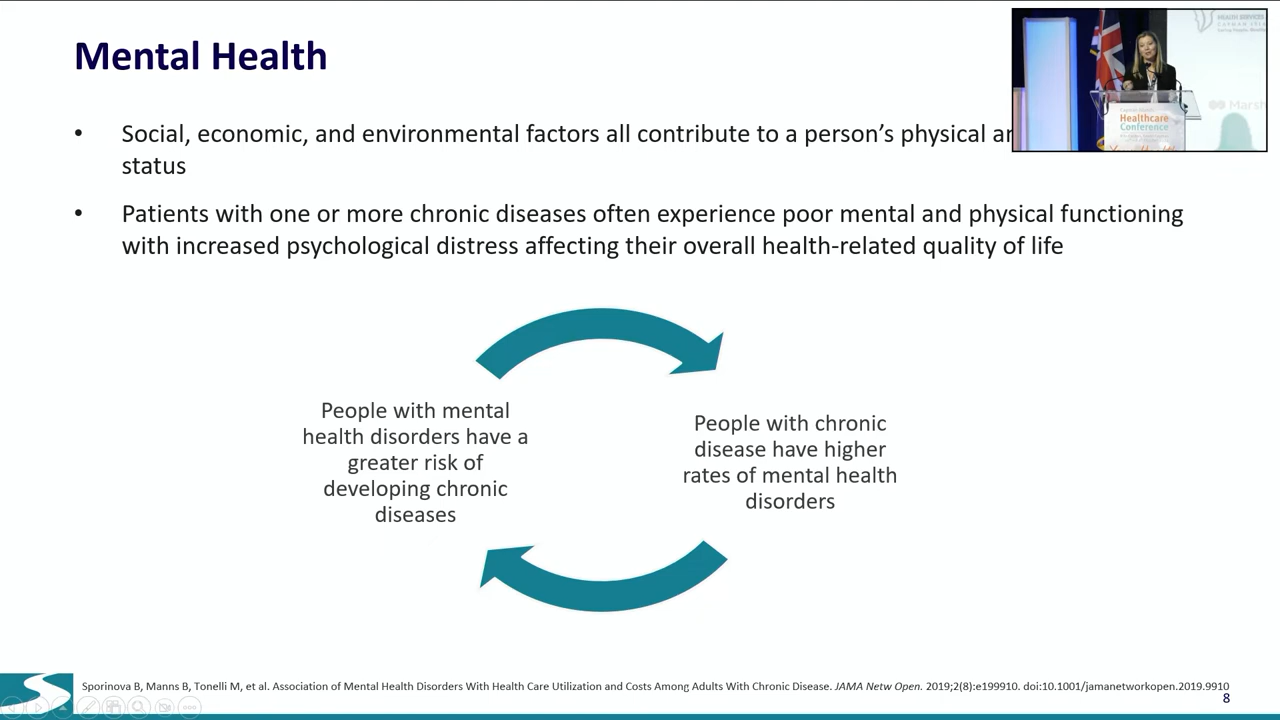 Mental Health
• Social, economic, and environmental factors all contribute to a person’s physical
status
• Patients with one or more chronic diseases often experience poor mental and physical functioning
with increased psychological distress affecting their overall health-related quality of life
People with mental
health disorders have a
greater risk of
developing chronic
diseases
People with chronic
disease have higher
rates of mental health
disorders
Sporinova B, Manns B, Tonelli M, et al. Association of Mental Health Disorders With Health Care Utilization and Costs Among Adults With Chronic Disease. JAMA Netw Open. 2019;2(8):e199910. doi:10.1001/jamanetworkopen.2019.9910
8
HEALTH SERVICES
Marsh
Healthcare
Conference